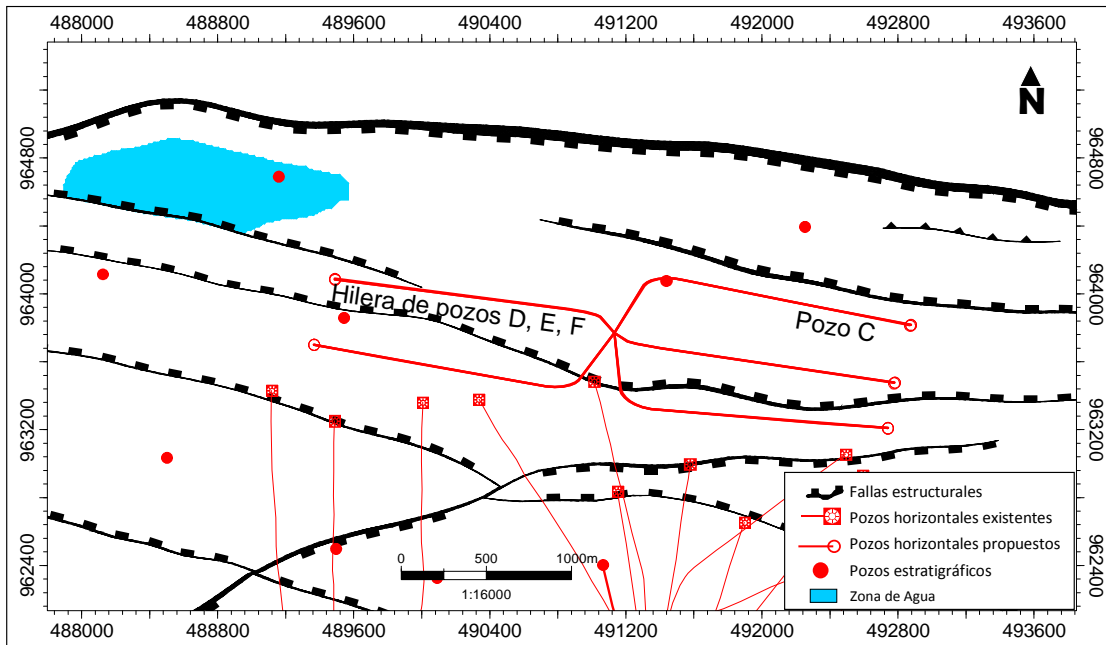 488000 488800 489600 490400 491200 492000 492800 493600
N
964800 964800
964000 964000
963200 963200
962400 962400
Hilera de pozos D, E, F
Pozo C
0 500 1000m
1:16000
Fallas estructurales
Pozos horizontales existentes
Pozos horizontales propuestos
Pozos estratigráficos
Zona de Agua
488000 488800 489600 490400 491200 492000 492800 493600